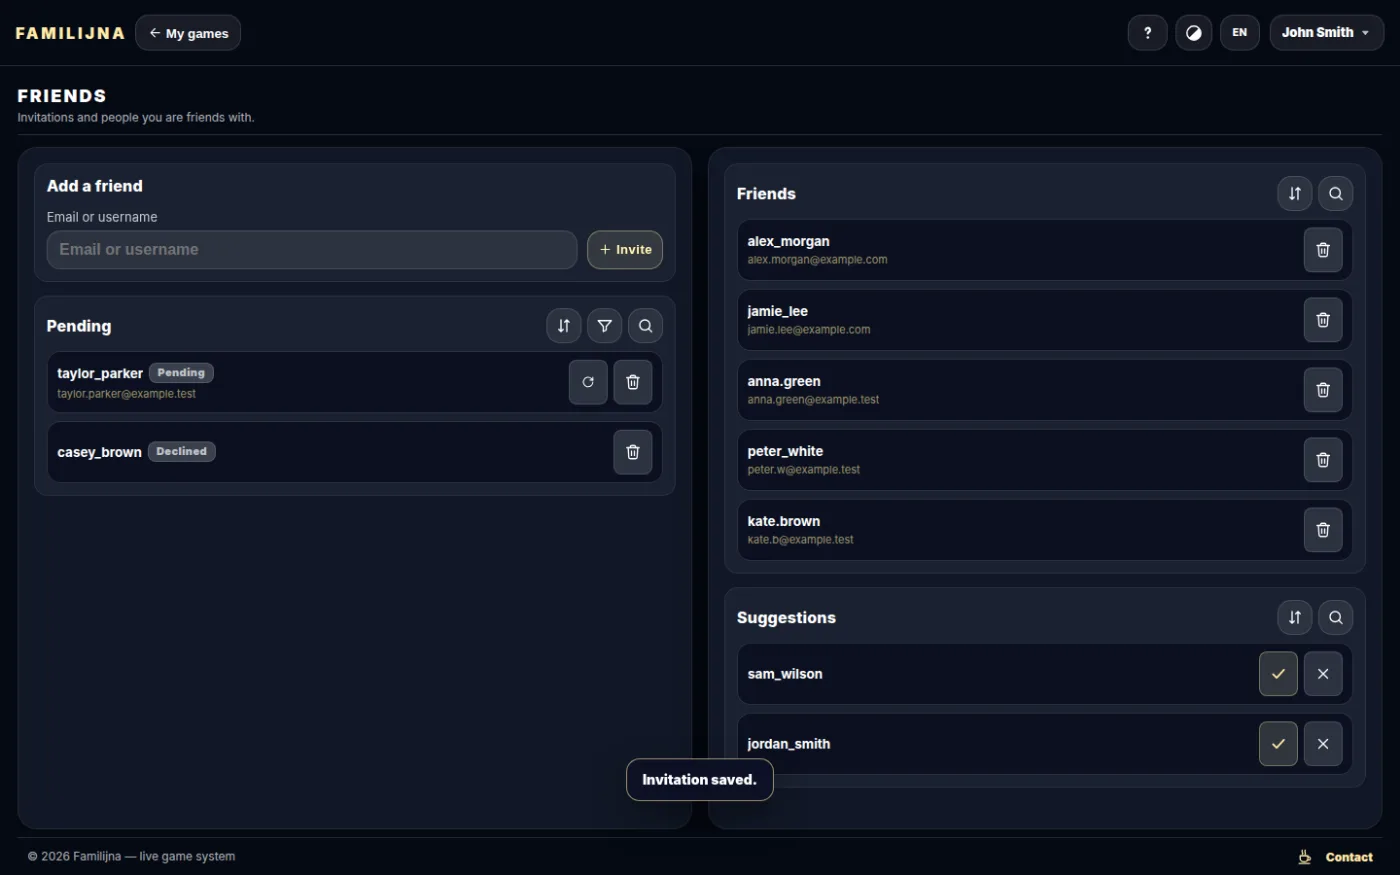 FAMILIJNA
← My games
?
EN
John Smith
FRIENDS
Invitations and people you are friends with.
Add a friend
Email or username
Email or username
+ Invite
Pending
taylor_parker Pending
taylor.parker@example.test
casey_brown Declined
Friends
alex_morgan
alex.morgan@example.com
jamie_lee
jamie.lee@example.com
anna.green
anna.green@example.test
peter_white
peter.w@example.test
kate.brown
kate.b@example.test
Suggestions
sam_wilson
jordan_smith
Invitation saved.
© 2026 Familijna — live game system
Contact